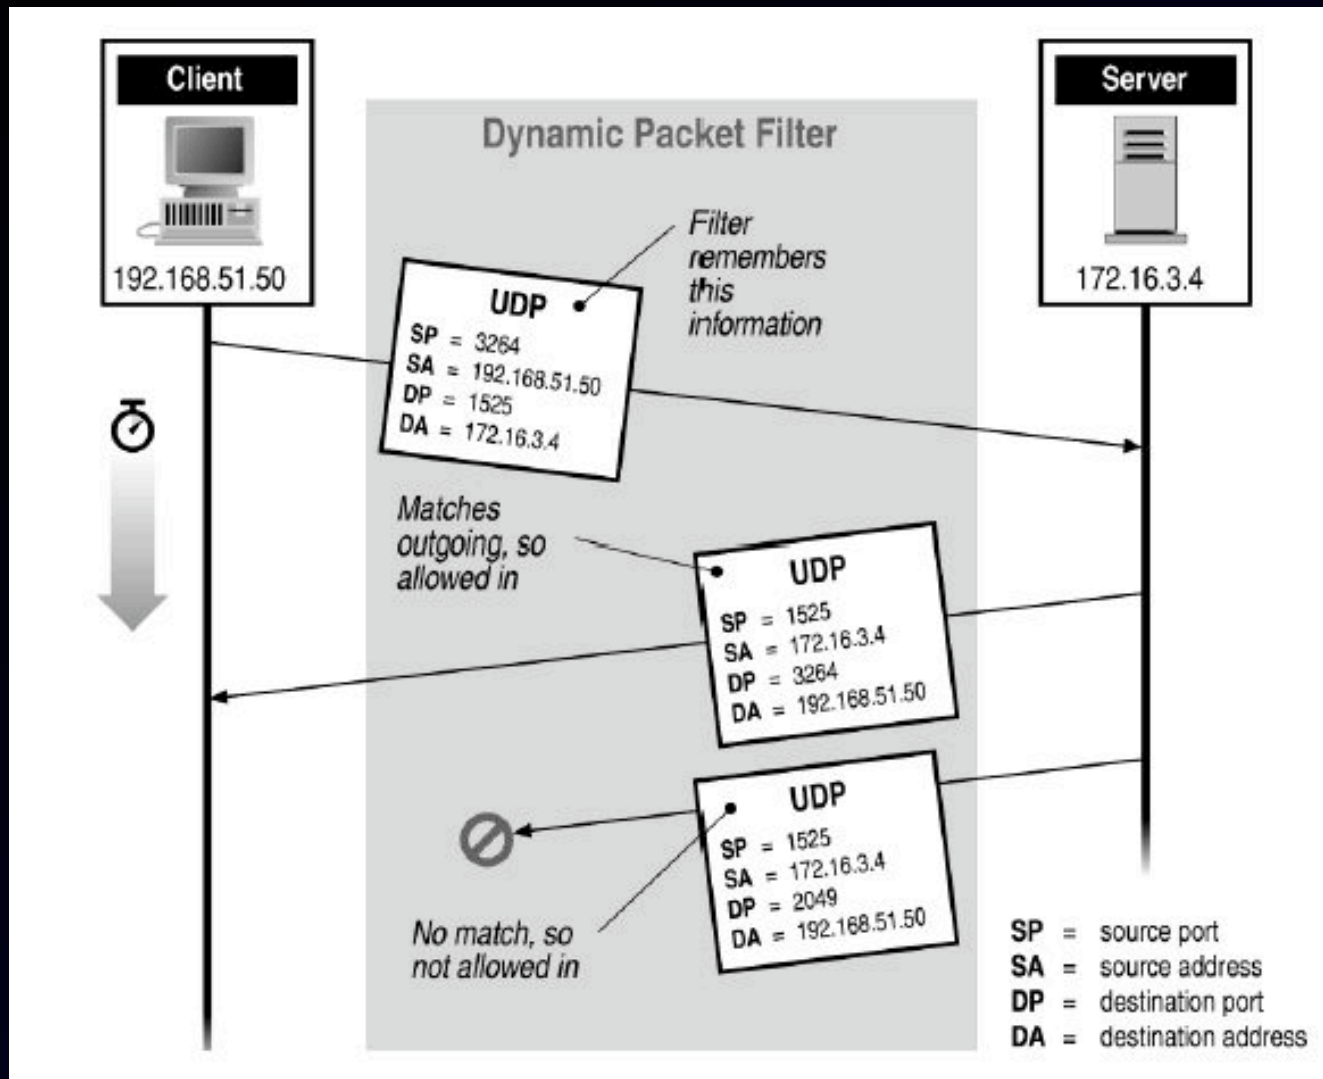 Client
192.168.51.50
Server
172.16.3.4
Dynamic Packet Filter
Filter
remembers
this
information
UDP
SP = 3264
SA = 192.168.51.50
DP = 1525
DA = 172.16.3.4
Matches
outgoing, so
allowed in
UDP
SP = 1525
SA = 172.16.3.4
DP = 3264
DA = 192.168.51.50
UDP
SP = 1525
SA = 172.16.3.4
DP = 2049
DA = 192.168.51.50
No match, so
not allowed in
SP = source port
SA = source address
DP = destination port
DA = destination address